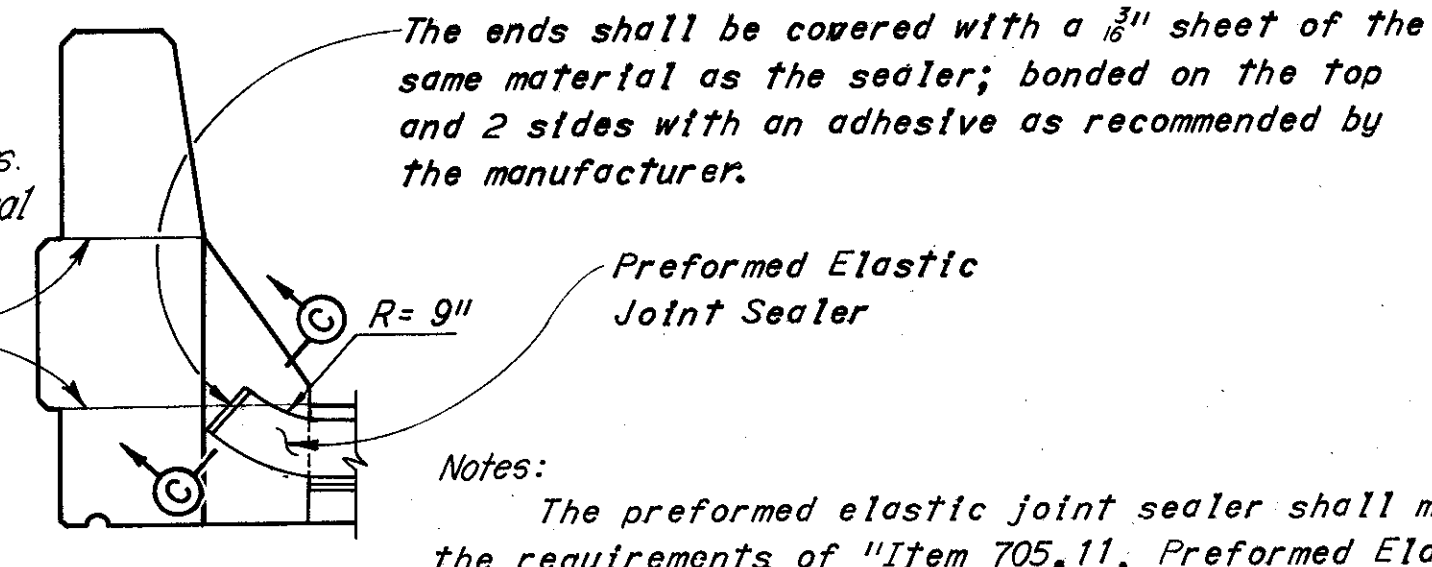 The ends shall be covered with a 3/16" sheet of the
same material as the sealer; bonded on the top
and 2 sides with an adhesive as recommended by
the manufacturer.
Preformed Elastic
Joint Sealer
C
R= 9"
C
Notes:
The preformed elastic joint sealer shall
the requirements of "Item 705.11, Preformed